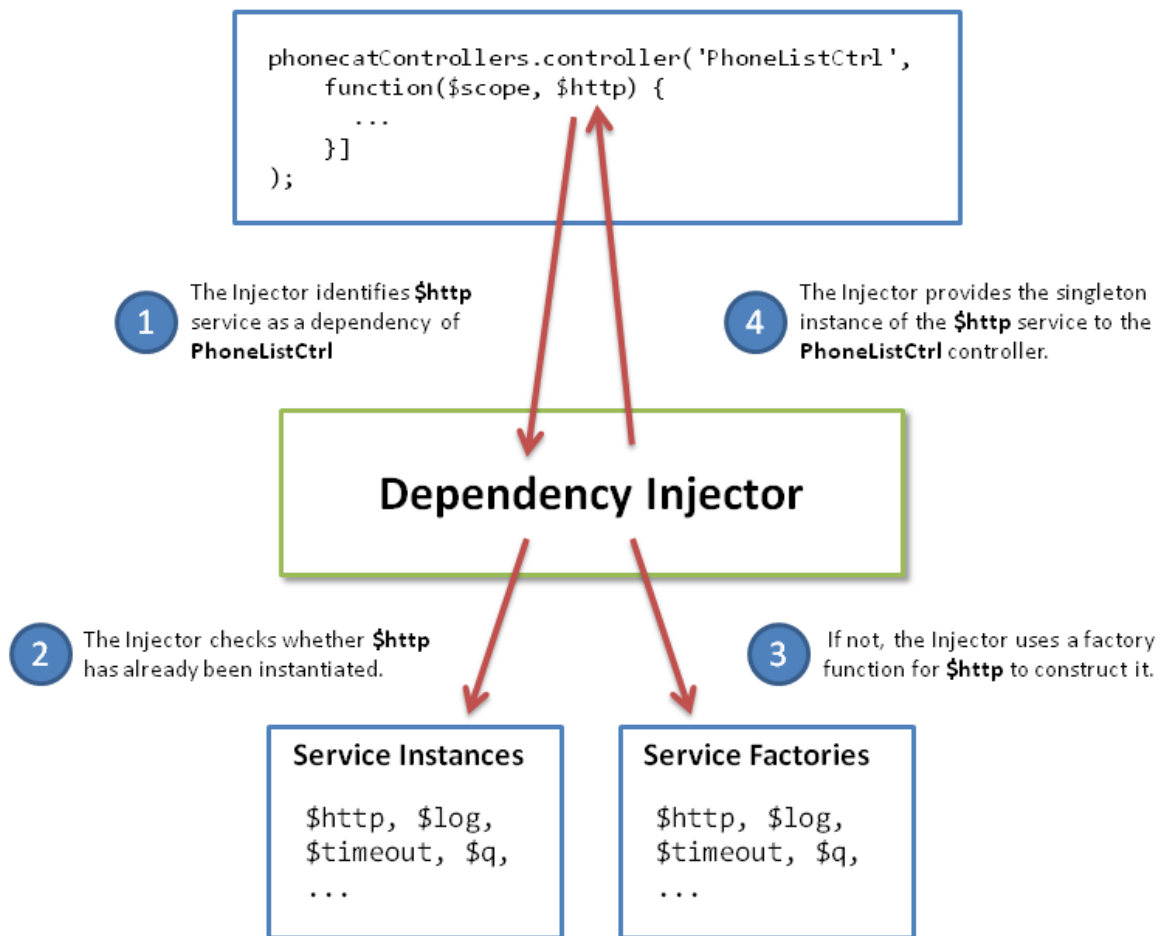 phonecatControllers.controller('PhoneListCtrl',
    function($scope, $http) {
      ...
    }]
);
1
The Injector identifies $http
service as a dependency of
PhoneListCtrl
4
The Injector provides the singleton
instance of the $http service to the
PhoneListCtrl controller.
Dependency Injector
2
The Injector checks whether $http
has already been instantiated.
3
If not, the Injector uses a factory
function for $http to construct it.
Service Instances
$http, $log,
$timeout, $q,
...
Service Factories
$http, $log,
$timeout, $q,
...